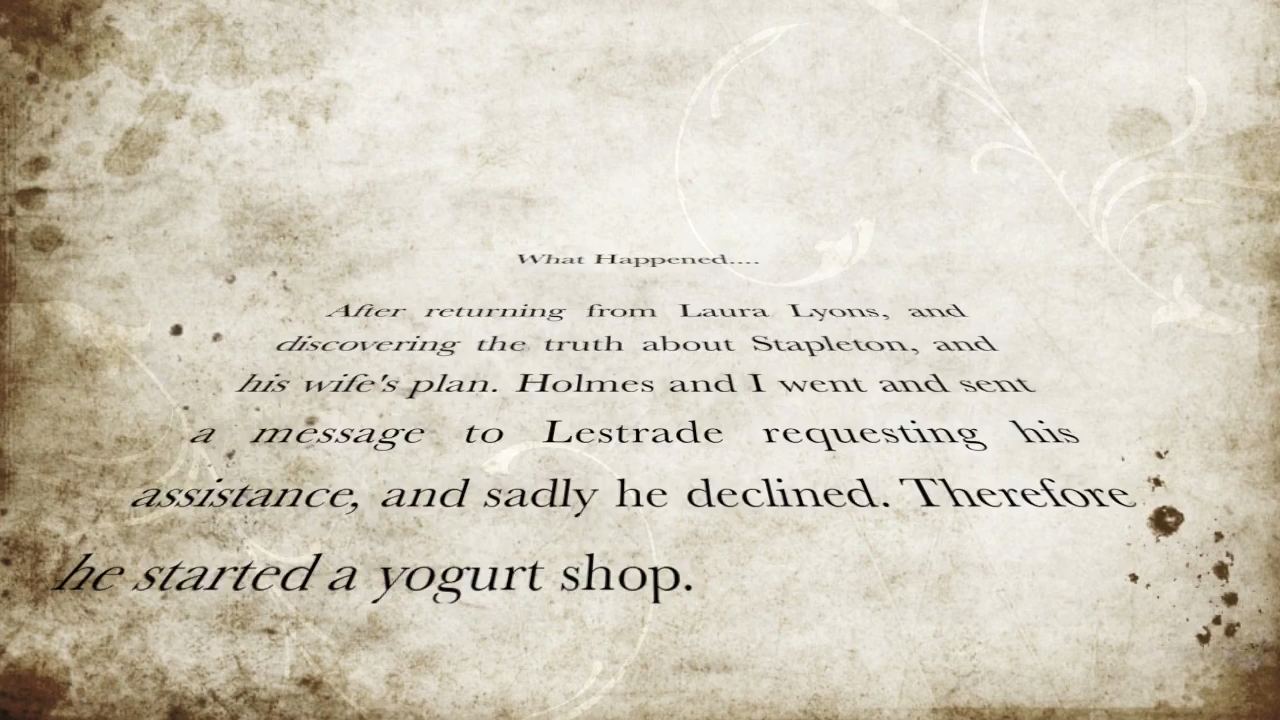 What Happened....
After returning from Laura Lyons, and
discovering the truth about Stapleton, and
his wife's plan. Holmes and I went and sent
a message to Lestrade requesting his
assistance, and sadly he declined. Therefore
he started a yogurt shop.